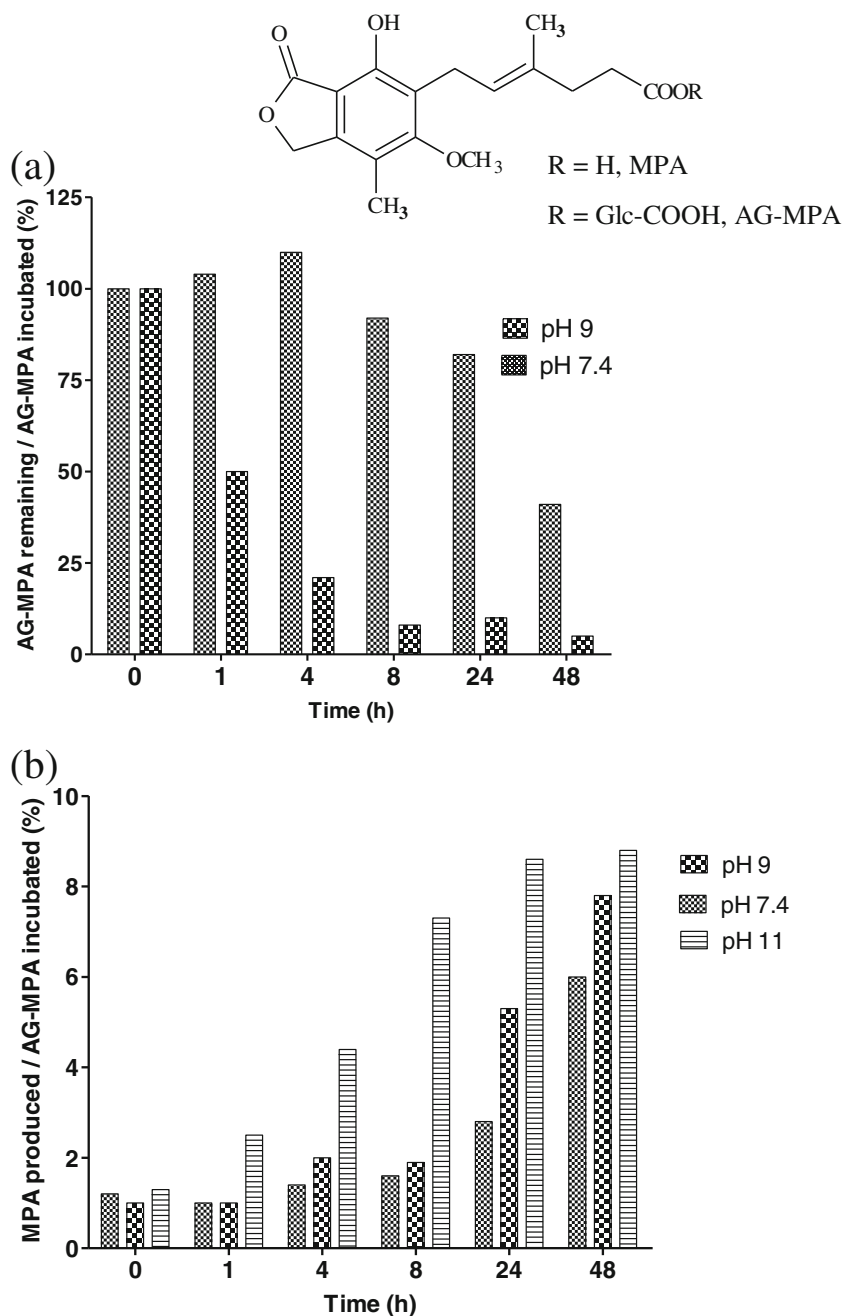 O
OH
CH3
COOR
O
OCH3
CH3
R = H, MPA
R = Glc-COOH, AG-MPA
(a)
AG-MPA remaining / AG-MPA incubated (%)
125
100
75
50
25
0
pH 9
pH 7.4
0 1 4 8 24 48
Time (h)
(b)
MPA produced / AG-MPA incubated (%)
10
8
6
4
2
0
pH 9
pH 7.4
pH 11
0 1 4 8 24 48
Time (h)